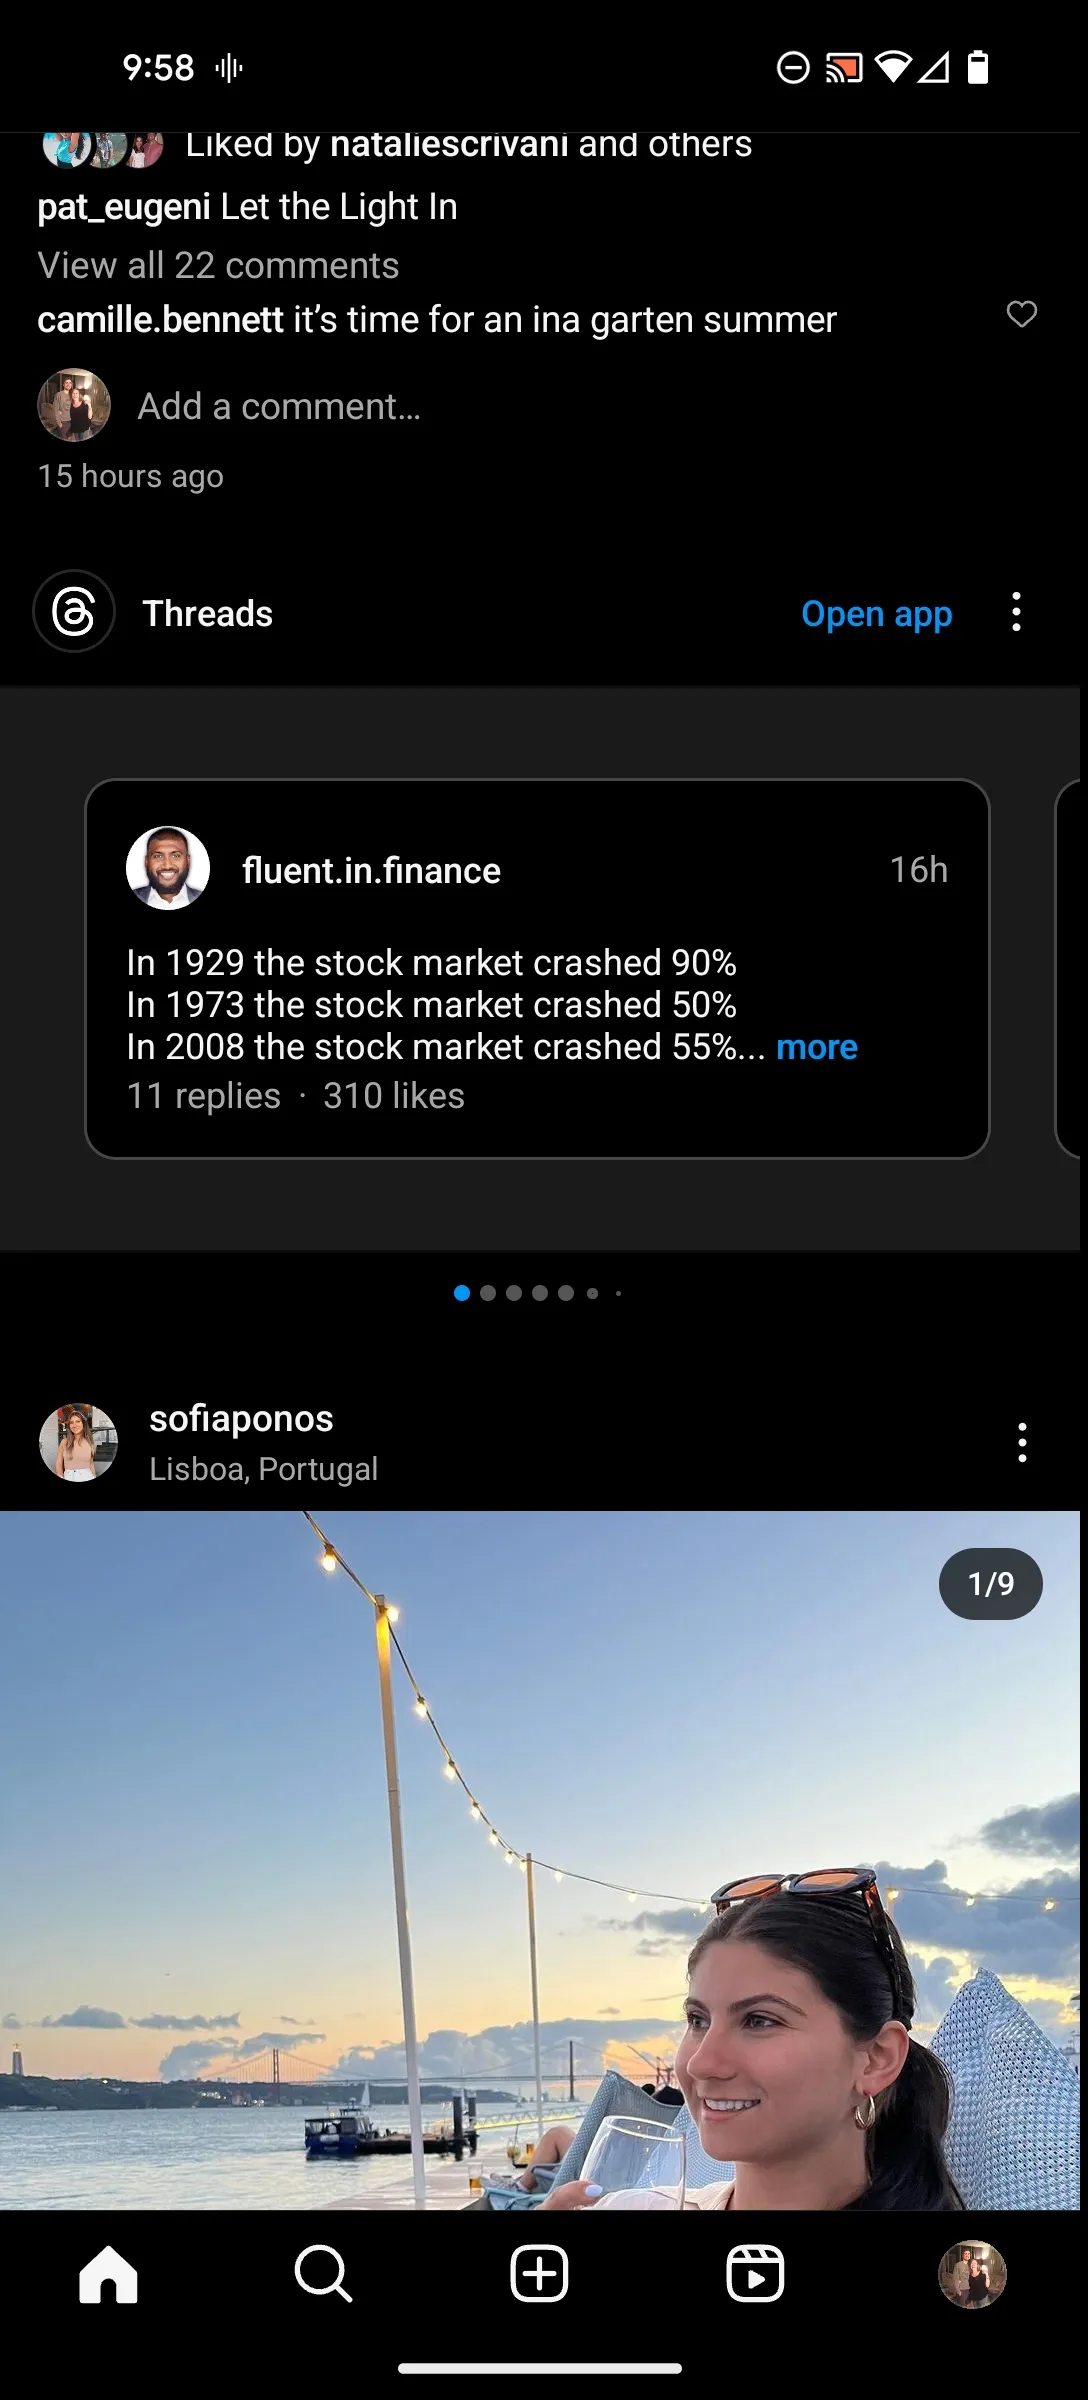 9:58
Liked by nataliescrivani and others
pat_eugeni Let the Light In
View all 22 comments
camille.bennett it’s time for an ina garten summer
Add a comment…
15 hours ago
Threads
Open app
fluent.in.finance
16h
In 1929 the stock market crashed 90%
In 1973 the stock market crashed 50%
In 2008 the stock market crashed 55%... more
11 replies · 310 likes
sofiaponos
Lisboa, Portugal
1/9